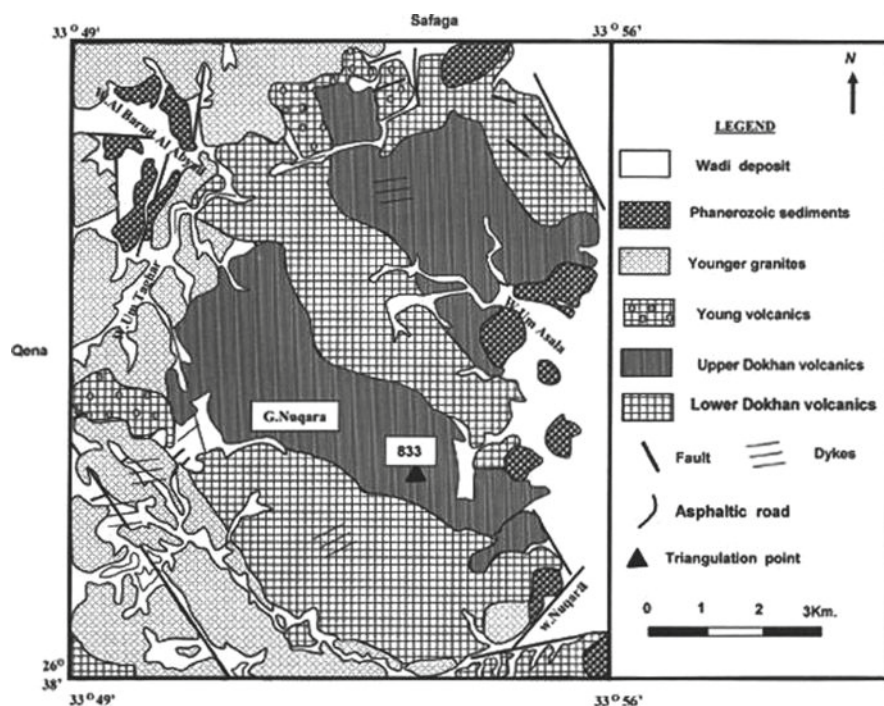 Safaga
33° 49' 33° 56'
N
W.Al Barud Al Abyad
LEGEND
Wadi deposit
Phanerozoic sediments
Younger granites
W.Um Taghar
W.Um Asala
Young volcanics
Qena
Upper Dokhan volcanics
Lower Dokhan volcanics
G.Nuqara
833
Fault Dykes
Asphaltic road
Triangulation point
w.Nuqara
0 1 2 3Km.
26°
38'
33° 49' 33° 56'